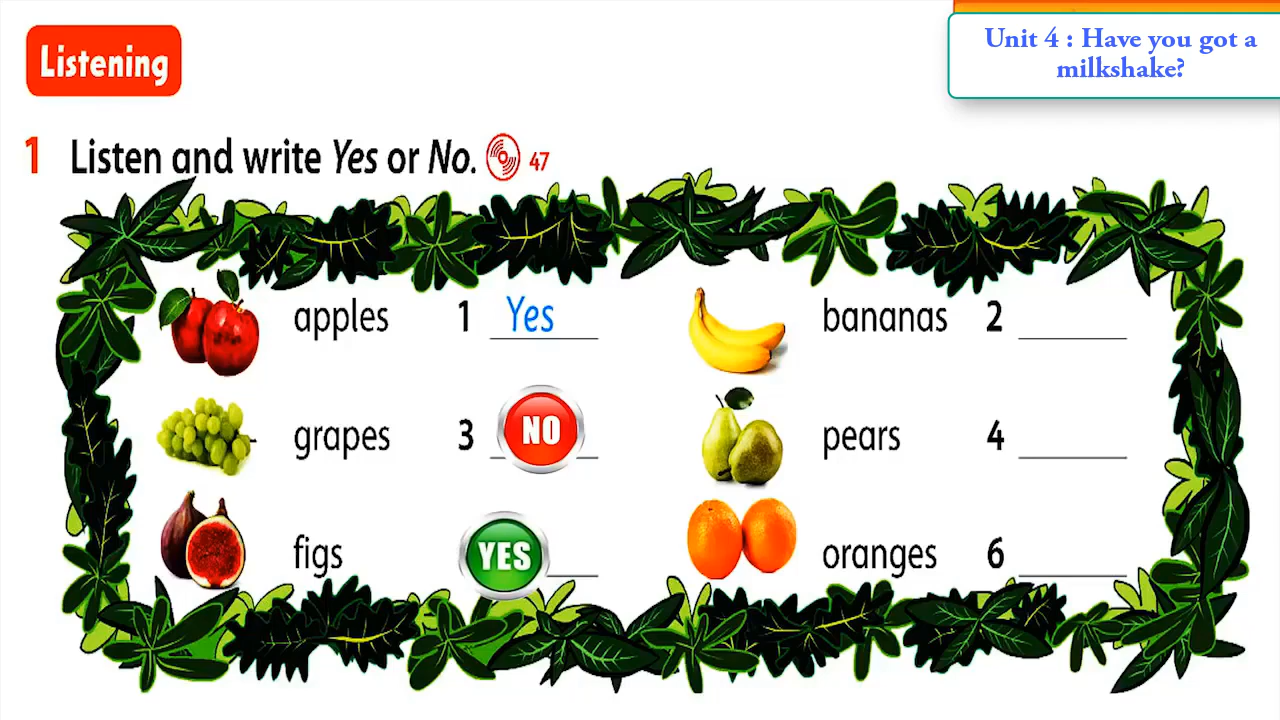 Listening
Unit 4 : Have you got a
milkshake?
1 Listen and write Yes or No. 47
apples 1 Yes bananas 2
grapes 3 NO pears 4
figs YES oranges 6